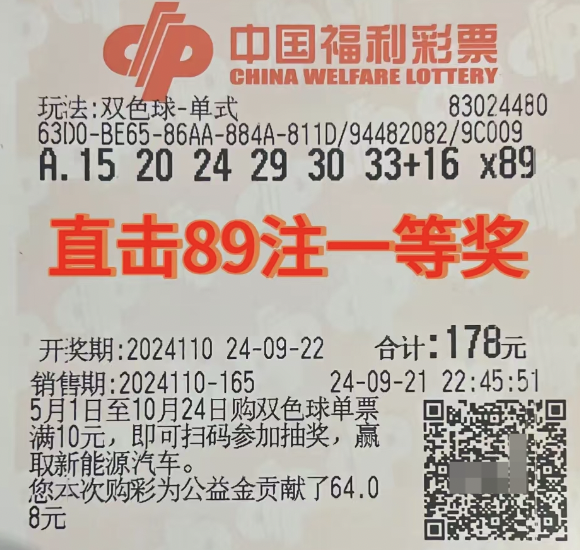 中国福利彩票
CHINA WELFARE LOTTERY
玩法:双色球-单式 83024480
63D0-BE65-86AA-884A-811D/94482082/9C009
A.15 20 24 29 30 33+16 x89
直击89注一等奖
开奖期:2024110 24-09-22 合计:178元
销售期:2024110-165 24-09-21 22:45:51
5月1日至10月24日购双色球单票
满10元，即可扫码参加抽奖，赢
取新能源汽车。
您本次购彩为公益金贡献了64.0
8元